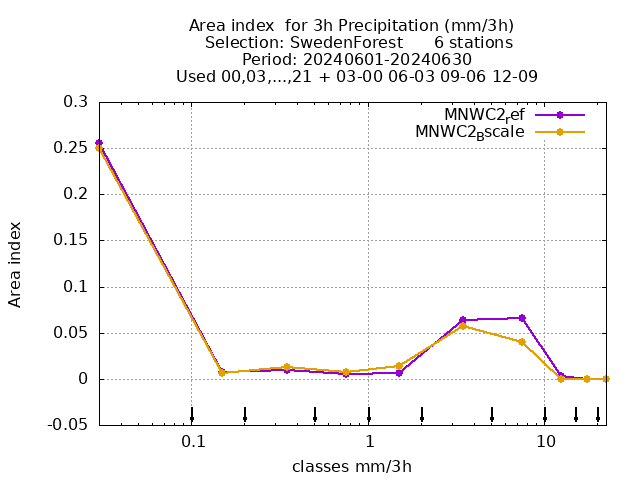 Area index  for 3h Precipitation (mm/3h)
Selection: SwedenForest      6 stations
Period: 20240601-20240630
Used 00,03,...,21 + 03-00 06-03 09-06 12-09
MNWC2ref
MNWC2Bscale
0.3
0.25
0.2
0.15
0.1
0.05
0
-0.05
Area index
0.1 1 10
classes mm/3h